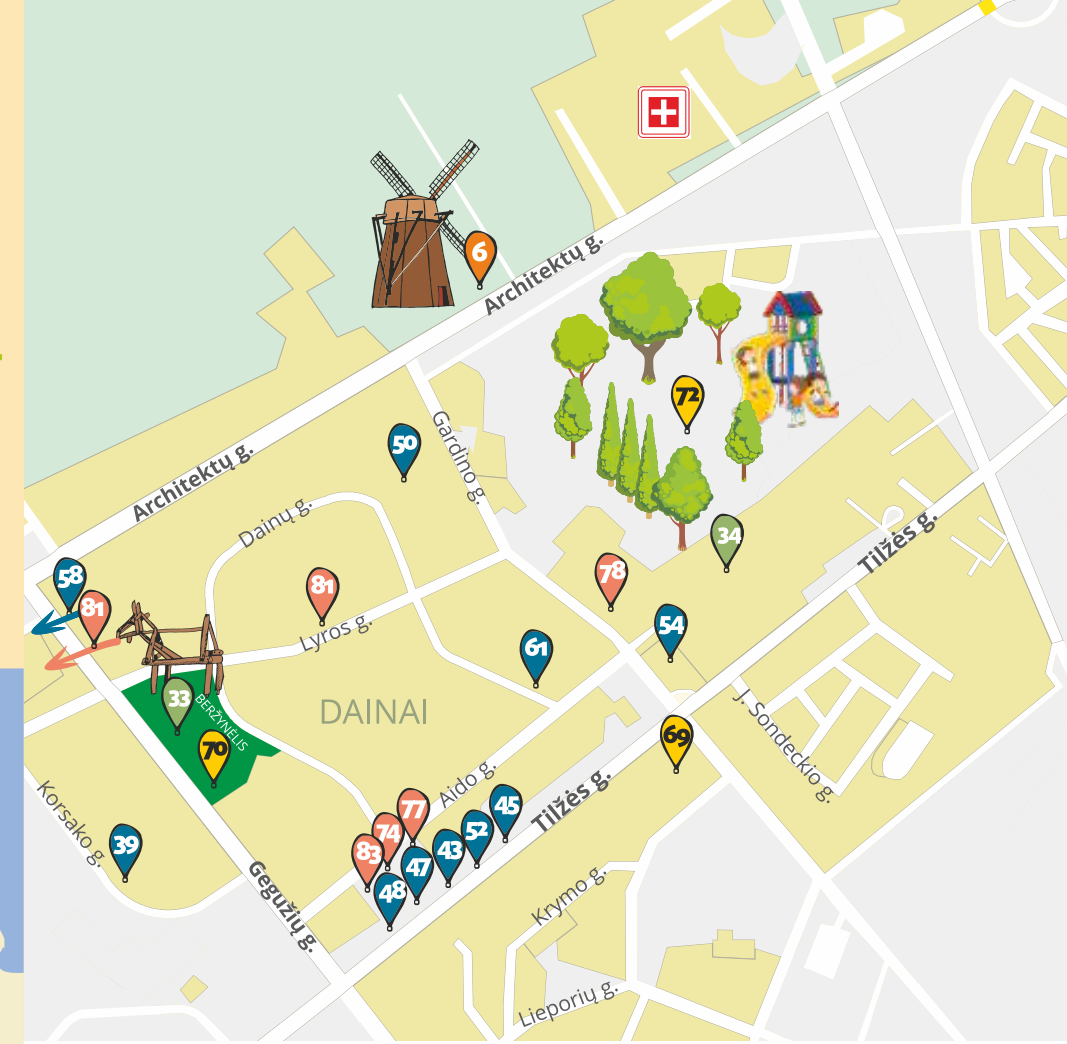 6
Architektų g.
72
Gardino g.
50
Architektų g.
Dainų g.
Tilžės g.
34
58
81
81
78
Lyros g.
54
61
33
BERŽYNĖLIS
DAINAI
70
69
J. Sondeckio g.
Aido g.
Tilžės g.
77
45
74
52
Korsako g.
39
83
43
47
48
Gegužių g.
Krymo g.
Lieporių g.